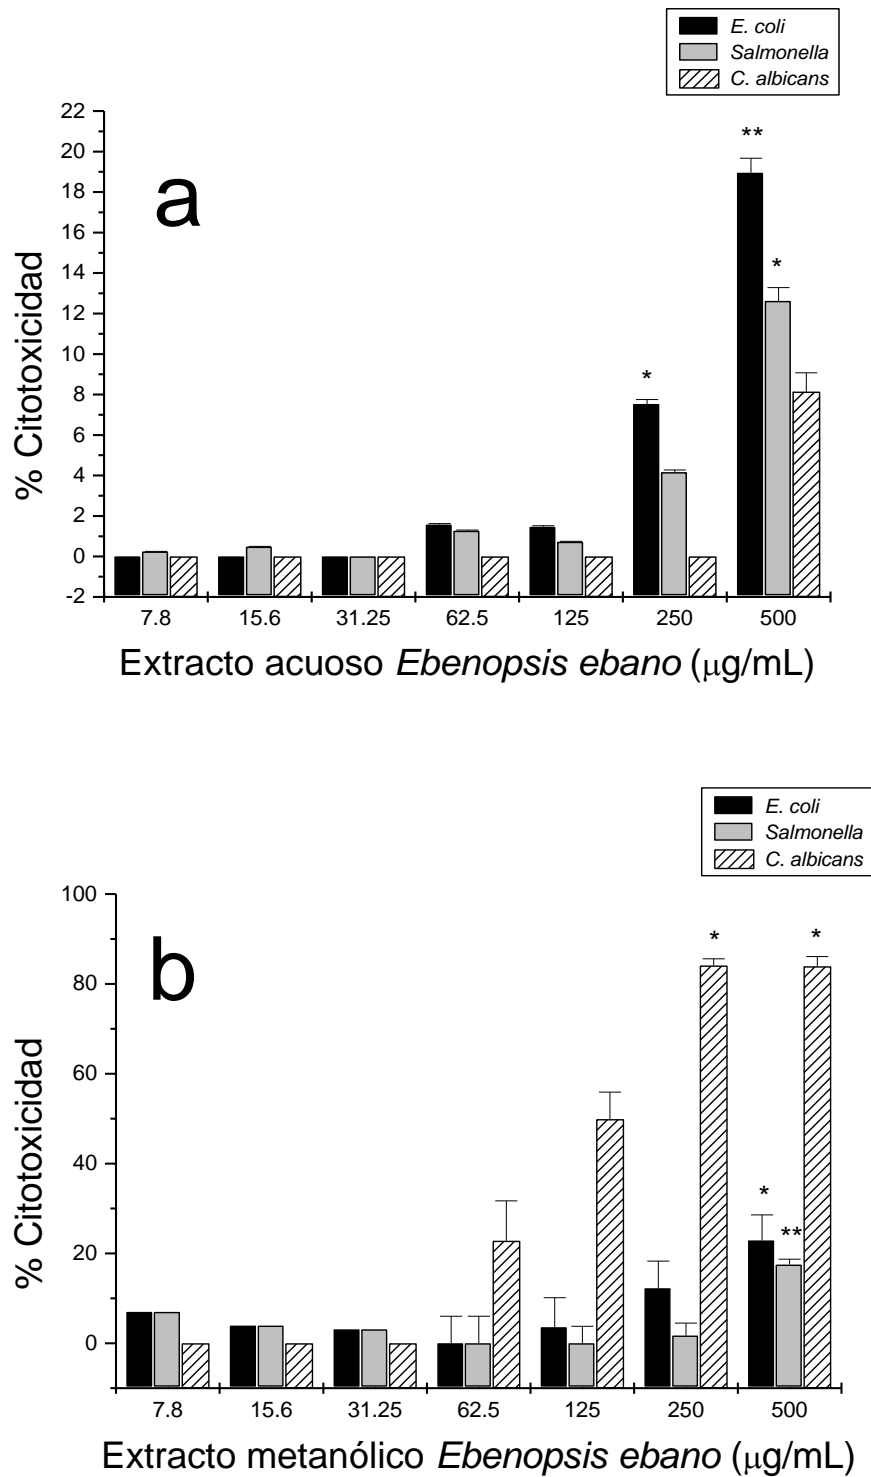 E. coli
Salmonella
C. albicans
a
% Citotoxicidad
22
20
18
16
14
12
10
8
6
4
2
0
-2
*
**
*
7.8 15.6 31.25 62.5 125 250 500
Extracto acuoso Ebenopsis ebano (μg/mL)
E. coli
Salmonella
C. albicans
b
% Citotoxicidad
100
80
60
40
20
0
*
*
*
**
7.8 15.6 31.25 62.5 125 250 500
Extracto metanólico Ebenopsis ebano (μg/mL)